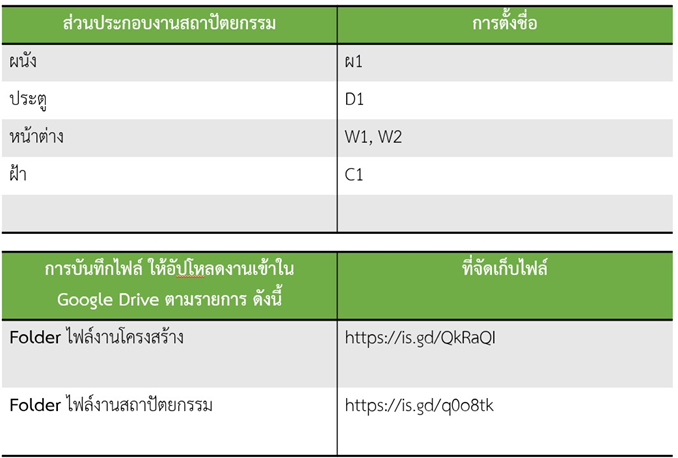 ส่วนประกอบงานสถาปัตยกรรม การตั้งชื่อ
ผนัง ผ1
ประตู D1
หน้าต่าง W1, W2
ฝ้า C1
การบันทึกไฟล์ ให้อัปโหลดงานเข้าใน ที่จัดเก็บไฟล์
Google Drive ตามรายการ ดังนี้
Folder ไฟล์งานโครงสร้าง https://is.gd/QkRaQI
Folder ไฟล์งานสถาปัตยกรรม https://is.gd/q0o8tk